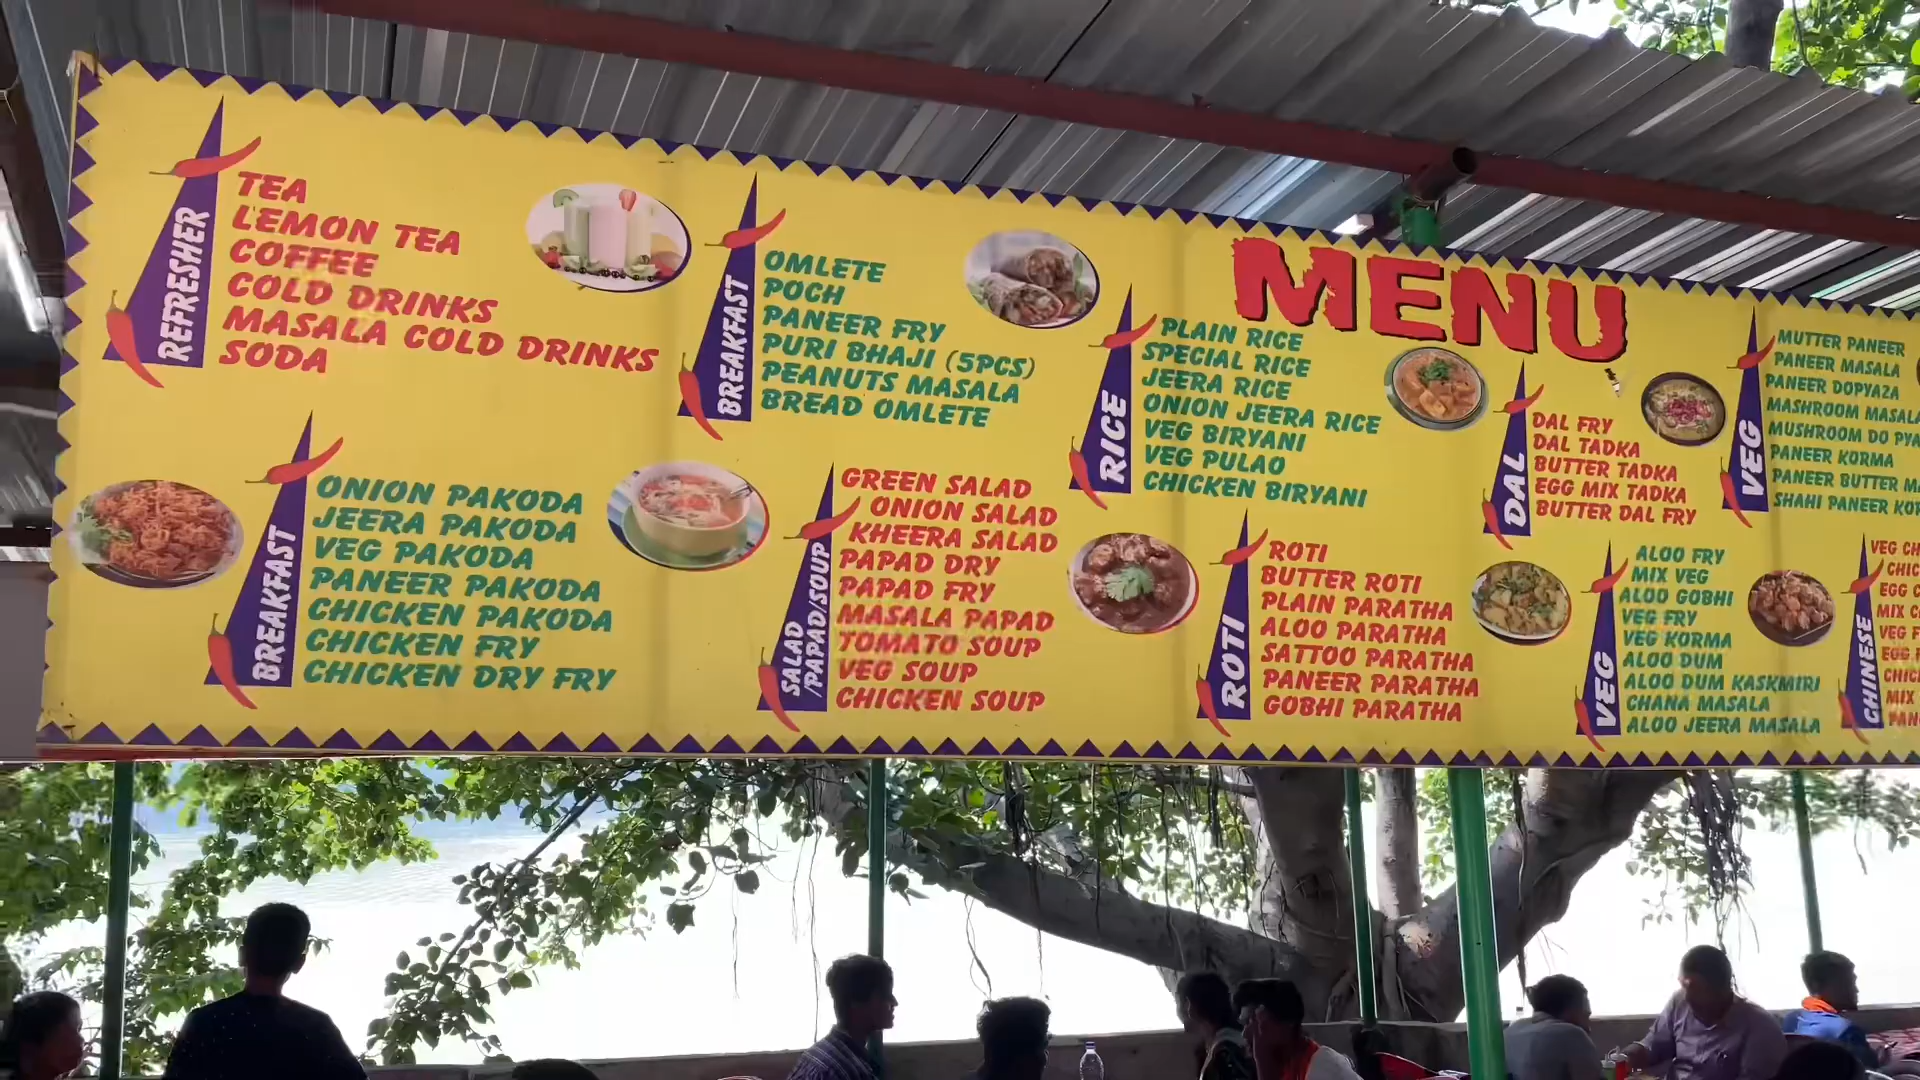 MENU
REFRESHER
TEA
LEMON TEA
COFFEE
COLD DRINKS
MASALA COLD DRINKS
SODA
BREAKFAST
OMLETE
POCH
PANEER FRY
PURI BHAJI (5PCS)
PEANUTS MASALA
BREAD OMLETE
RICE
PLAIN RICE
SPECIAL RICE
JEERA RICE
ONION JEERA RICE
VEG BIRYANI
VEG PULAO
CHICKEN BIRYANI
DAL
DAL FRY
DAL TADKA
BUTTER TADKA
EGG MIX TADKA
BUTTER DAL FRY
VEG
MUTTER PANEER
PANEER MASALA
PANEER DOPYAZA
MASHROOM MASALA
MUSHROOM DO
PANEER KORMA
PANEER BUTTER
SHAHI PANEER
BREAKFAST
ONION PAKODA
JEERA PAKODA
VEG PAKODA
PANEER PAKODA
CHICKEN PAKODA
CHICKEN FRY
CHICKEN DRY FRY
SALAD
/PAPAD/SOUP
GREEN SALAD
ONION SALAD
KHEERA SALAD
PAPAD DRY
PAPAD FRY
MASALA PAPAD
TOMATO SOUP
VEG SOUP
CHICKEN SOUP
ROTI
ROTI
BUTTER ROTI
PLAIN PARATHA
ALOO PARATHA
SATTOO PARATHA
PANEER PARATHA
GOBHI PARATHA
VEG
ALOO FRY
MIX VEG
ALOO GOBHI
VEG FRY
VEG KORMA
ALOO DUM
ALOO DUM KASKMIRI
CHANA MASALA
ALOO JEERA MASALA
CHINESE
VEG
EGG
MIX
VEG
EGG
MIX